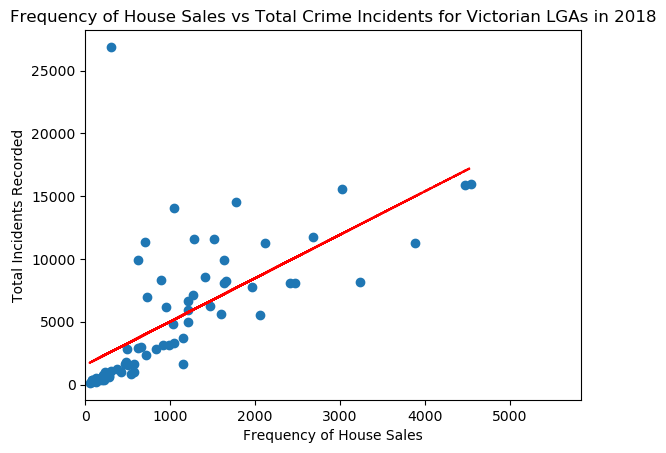 Frequency of House Sales vs Total Crime Incidents for Victorian LGAs in 2018
25000
20000
15000
10000
5000
0
Total Incidents Recorded
0 1000 2000 3000 4000 5000
Frequency of House Sales